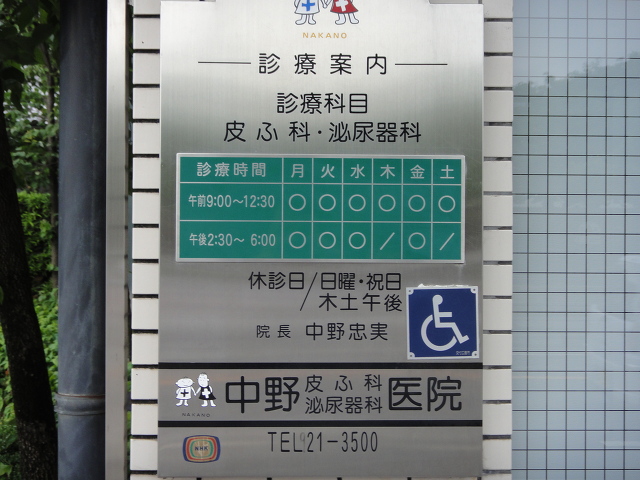 NAKANO
診療案内
診療科目
皮ふ科・泌尿器科
診療時間 月 火 水 木 金 土
午前9:00〜12:30 ○ ○ ○ ○ ○ ○
午後2:30〜 6:00 ○ ○ ○ / ○ /
休診日/日曜・祝日
木土午後
院長 中野忠実
NAKANO
中野皮ふ科泌尿器科医院
TEL 21-3500
NHK